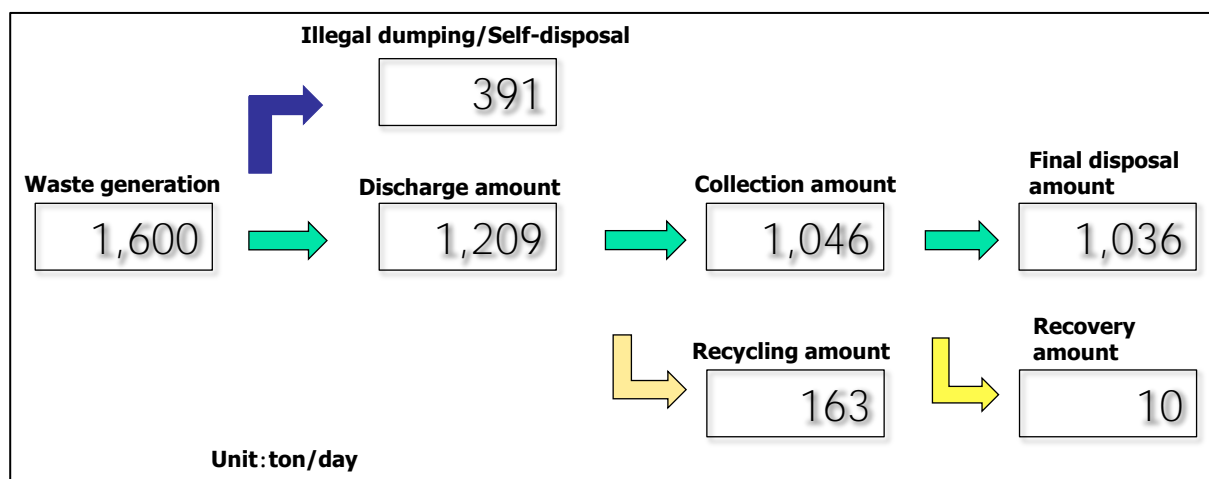 Illegal dumping/Self-disposal
391
Waste generation
1,600
Discharge amount
1,209
Collection amount
1,046
Final disposal
amount
1,036
Recycling amount
163
Recovery
amount
10
Unit:ton/day